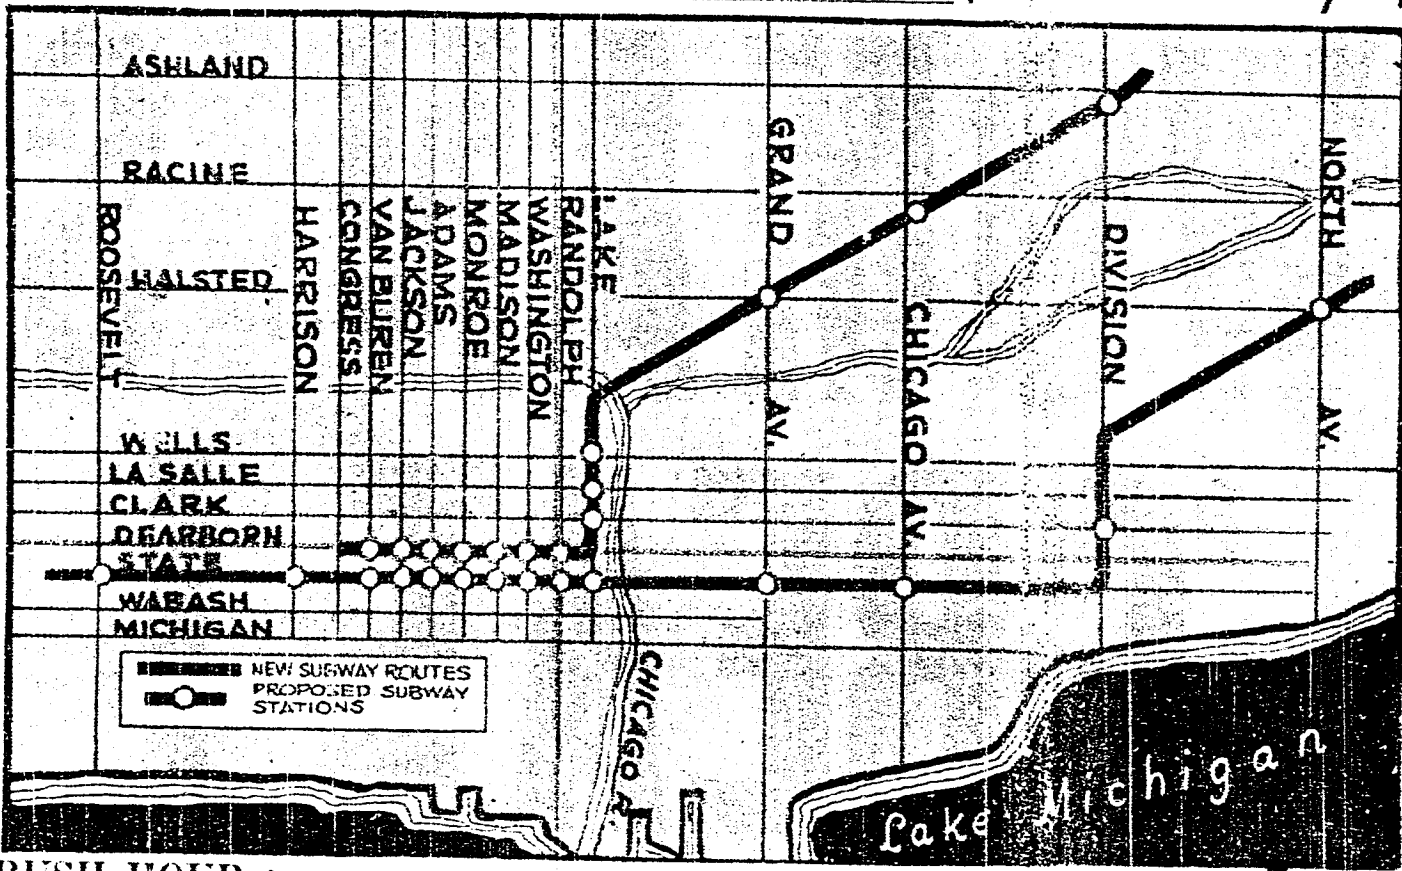 ASHLAND
RACINE
HALSTED
ROOSEVELT
HARRISON
CONGRESS
VAN BUREN
JACKSON
ADAMS
MONROE
MADISON
WASHINGTON
RANDOLPH
LAKE
GRAND AV.
CHICAGO AV.
DIVISION
NORTH AV.
WELLS
LA SALLE
CLARK
DEARBORN
STATE
WABASH
MICHIGAN
NEW SUBWAY ROUTES
PROPOSED SUBWAY
STATIONS
CHICAGO R.
Lake Michigan
RUSH HOUR